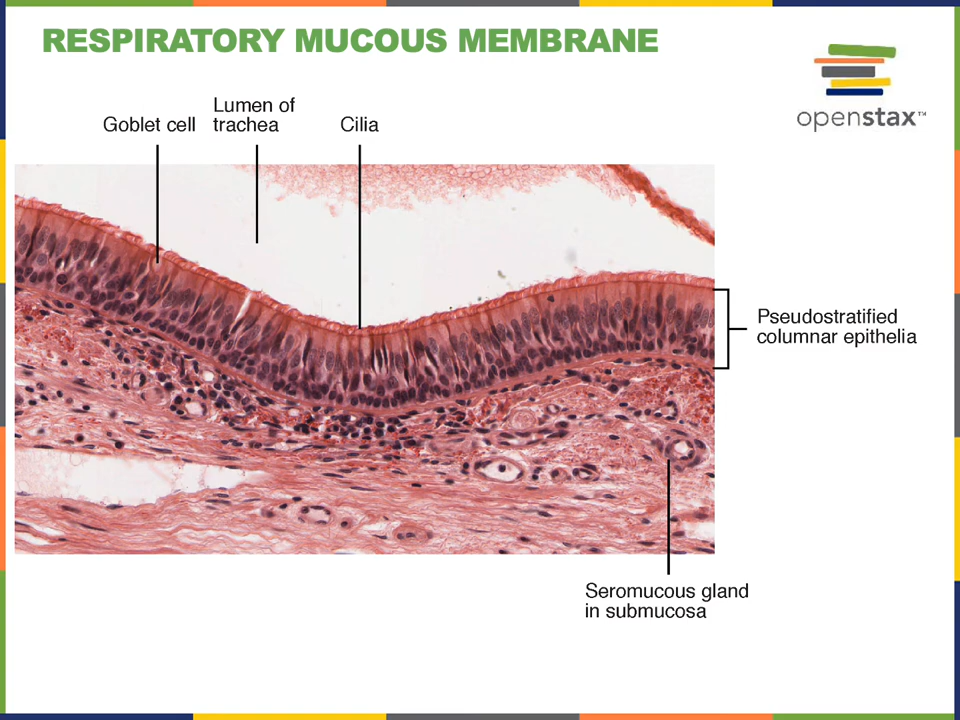 RESPIRATORY MUCOUS MEMBRANE
openstax™
Goblet cell
Lumen of
trachea
Cilia
Pseudostratified
columnar epithelia
Seromucous gland
in submucosa